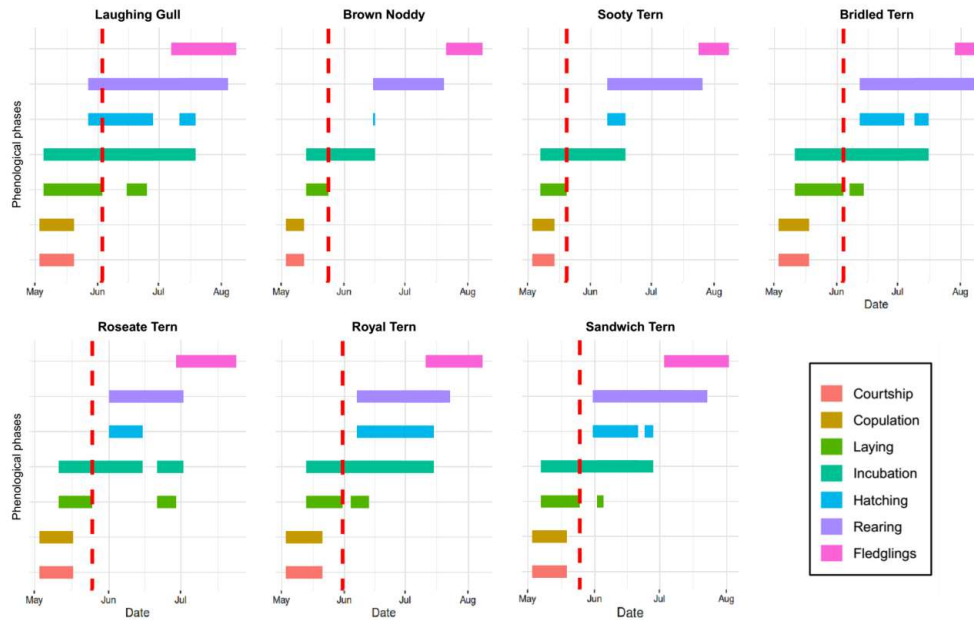 Laughing Gull
Brown Noddy
Sooty Tern
Bridled Tern
Phenological phases
May Jun Jul Aug
May Jun Jul Aug
May Jun Jul Aug
May Jun Jul Aug
Date
Roseate Tern
Royal Tern
Sandwich Tern
Phenological phases
May Jun Jul
May Jun Jul Aug
May Jun Jul Aug
Date
Date
Date
Courtship
Copulation
Laying
Incubation
Hatching
Rearing
Fledglings